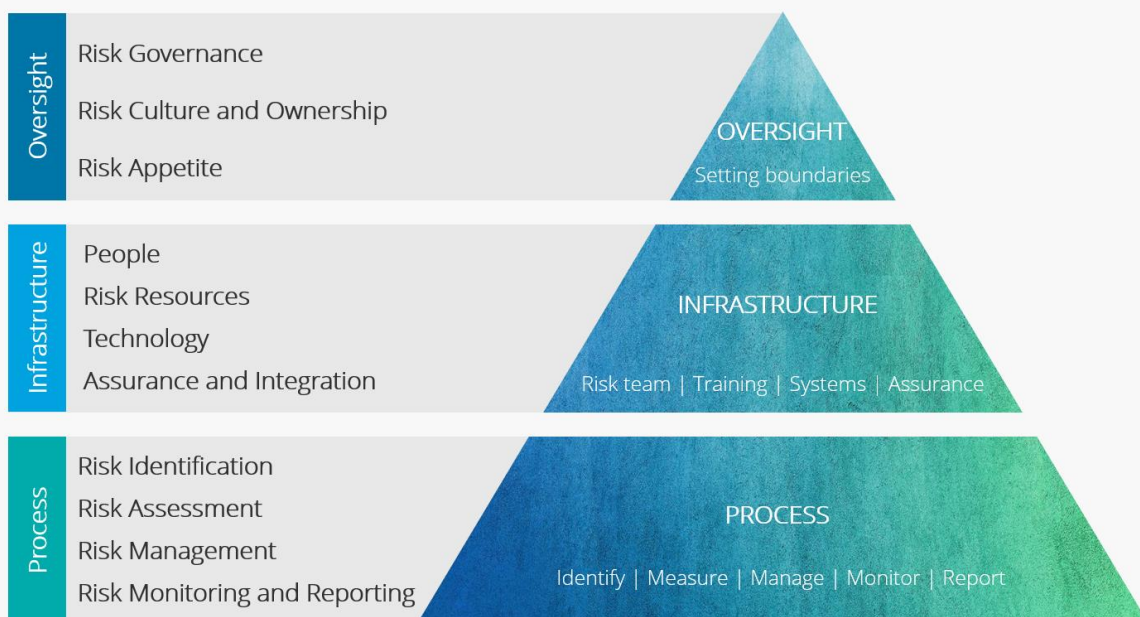 Oversight
Risk Governance
Risk Culture and Ownership
Risk Appetite
OVERSIGHT
Setting boundaries
Infrastructure
People
Risk Resources
Technology
Assurance and Integration
INFRASTRUCTURE
Risk team | Training | Systems | Assurance
Process
Risk Identification
Risk Assessment
Risk Management
Risk Monitoring and Reporting
PROCESS
Identify | Measure | Manage | Monitor | Report